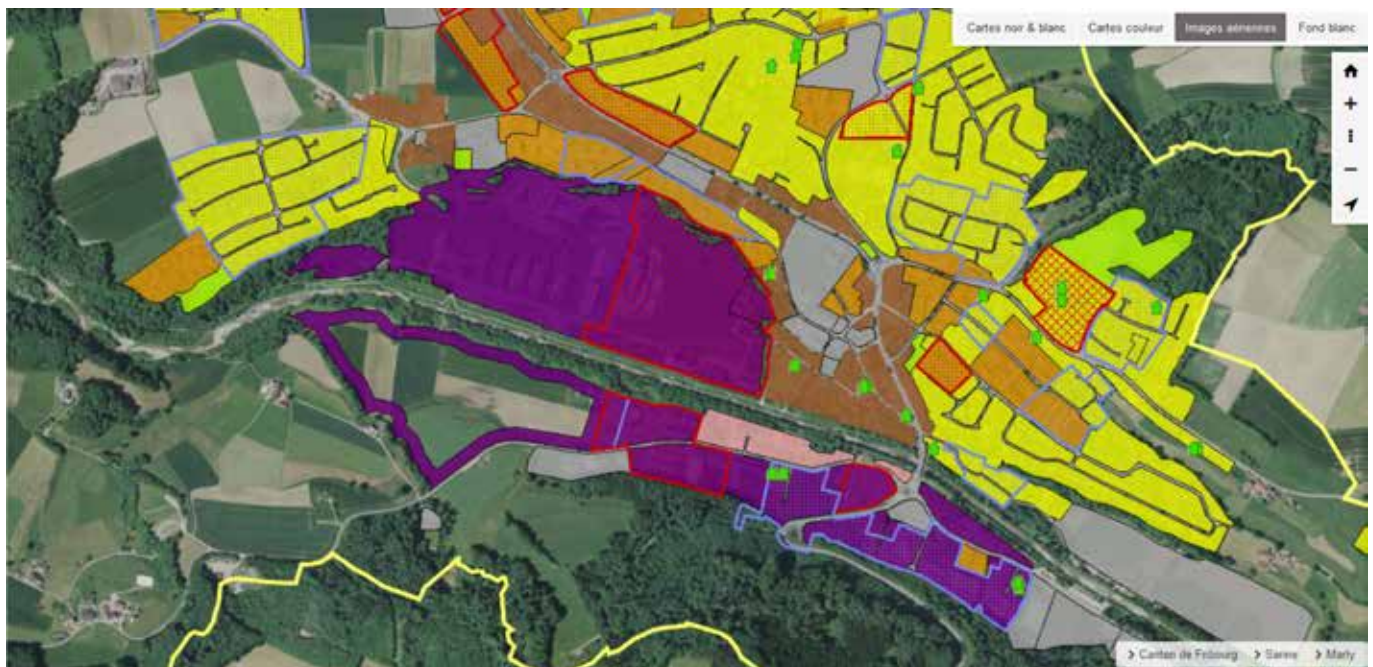 Cartes noir & blanc Cartes couleur Images aériennes Fond blanc
> Canton de Fribourg > Sarine > Marly